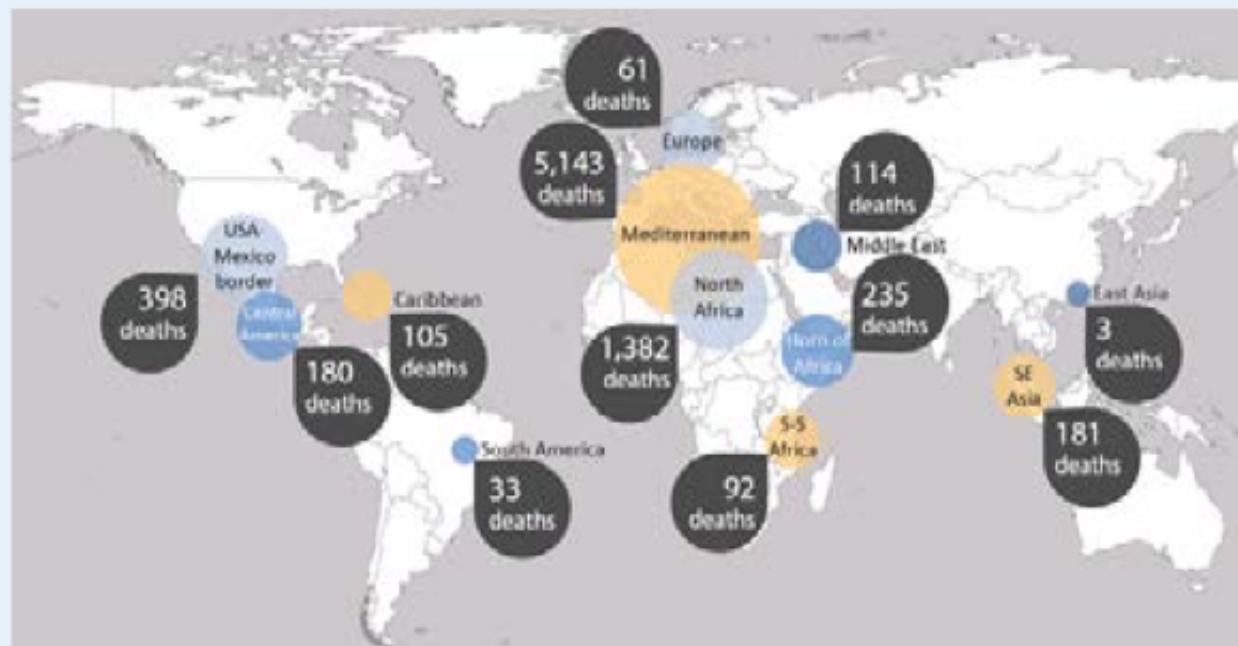 61
deaths
Europe
5,143
deaths
Mediterranean
114
deaths
Middle East
USA-
Mexico
border
398
deaths
Central
America
180
deaths
Caribbean
105
deaths
North
Africa
1,382
deaths
235
deaths
Horn of
Africa
East Asia
3
deaths
SE
Asia
181
deaths
S-S
Africa
92
deaths
South America
33
deaths